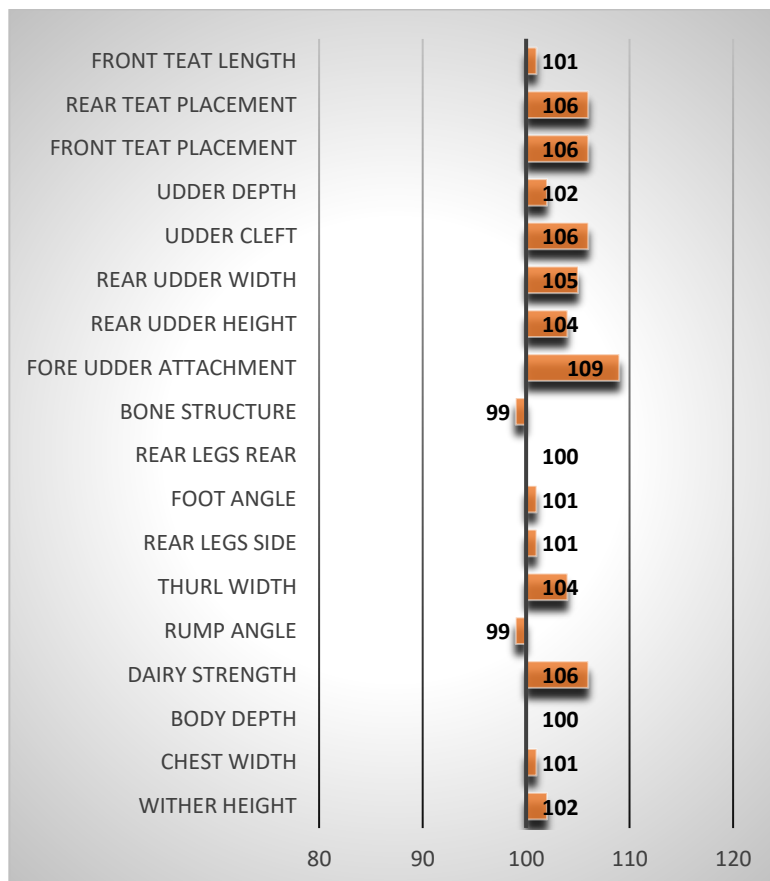 FRONT TEAT LENGTH 101
REAR TEAT PLACEMENT 106
FRONT TEAT PLACEMENT 106
UDDER DEPTH 102
UDDER CLEFT 106
REAR UDDER WIDTH 105
REAR UDDER HEIGHT 104
FORE UDDER ATTACHMENT 109
BONE STRUCTURE 99
REAR LEGS REAR 100
FOOT ANGLE 101
REAR LEGS SIDE 101
THURL WIDTH 104
RUMP ANGLE 99
DAIRY STRENGTH 106
BODY DEPTH 100
CHEST WIDTH 101
WITHER HEIGHT 102
80 90 100 110 120